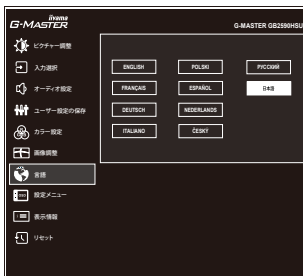 iiyama
G-MASTER
G-MASTER GB2590HSU
ピクチャー調整
入力選択
オーディオ設定
ユーザー設定の保存
カラー設定
画像調整
言語
設定メニュー
表示情報
リセット
ENGLISH POLSKI РУССКИЙ
FRANÇAIS ESPAÑOL 日本語
DEUTSCH NEDERLANDS
ITALIANO ČESKÝ